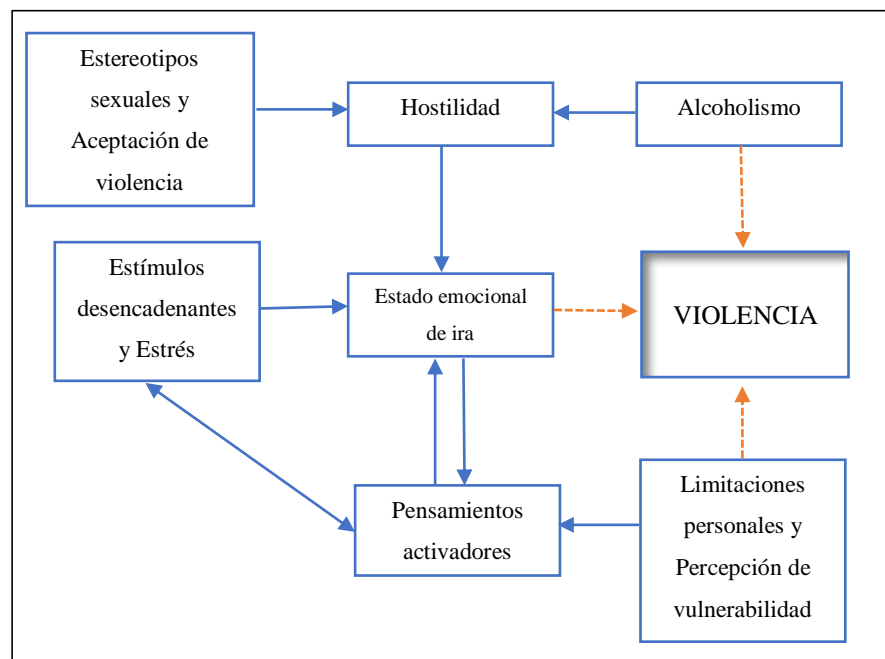 Estereotipos
sexuales y
Aceptación de
violencia
Hostilidad
Alcoholismo
Estímulos
desencadenantes
y Estrés
Estado emocional
de ira
VIOLENCIA
Pensamientos
activadores
Limitaciones
personales y
Percepción de
vulnerabilidad